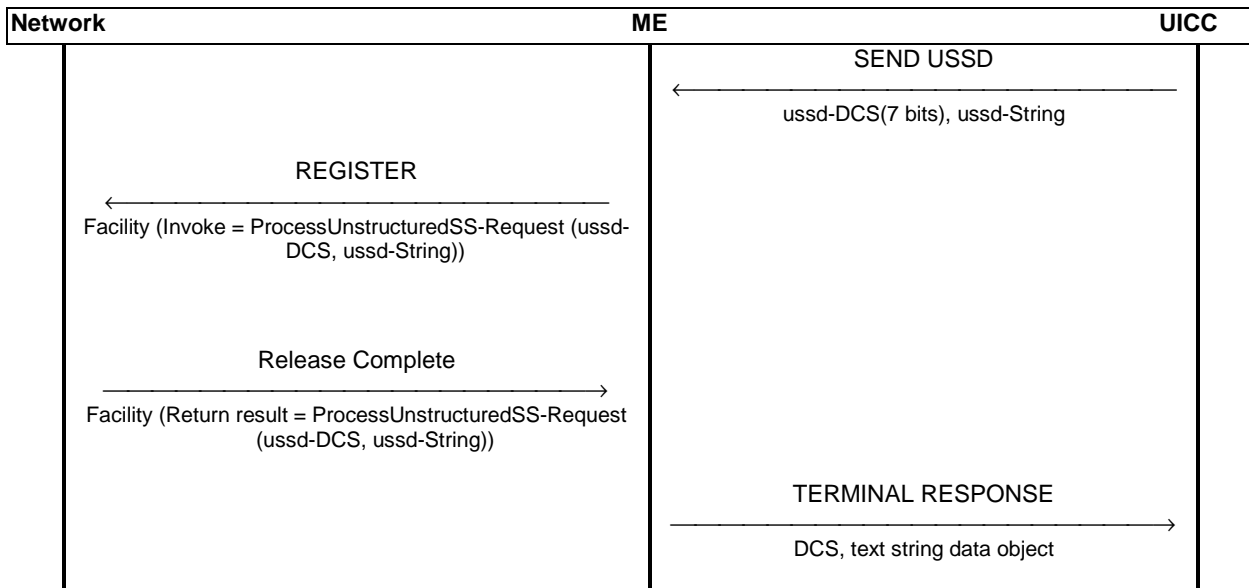 Network ME UICC
SEND USSD
ussd-DCS(7 bits), ussd-String
REGISTER
Facility (Invoke = ProcessUnstructuredSS-Request (ussd-
DCS, ussd-String))
Release Complete
Facility (Return result = ProcessUnstructuredSS-Request
(ussd-DCS, ussd-String))
TERMINAL RESPONSE
DCS, text string data object